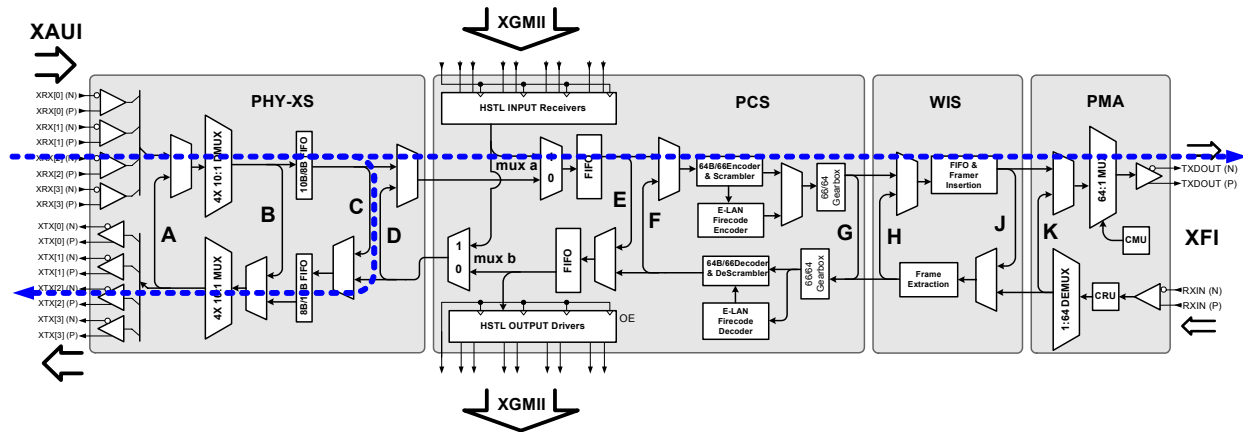 XAUI
XGMII
PHY-XS
PCS
WIS
PMA
XRX[0] (N)
XRX[0] (P)
XRX[1] (N)
XRX[1] (P)
XRX[2] (N)
XRX[2] (P)
XRX[3] (N)
XRX[3] (P)
4X 10:1 DMUX
10B/8B FIFO
HSTL INPUT Receivers
mux a
1
0
FIFO
64B/66Encoder
& Scrambler
E-LAN
Firecode
Encoder
66/64
Gearbox
FIFO &
Framer
Insertion
64:1 MU
TXDOUT (N)
TXDOUT (P)
A
B
C
D
E
F
G
H
J
K
CMU
XFI
XTX[0] (N)
XTX[0] (P)
XTX[1] (N)
XTX[1] (P)
XTX[2] (N)
XTX[2] (P)
XTX[3] (N)
XTX[3] (P)
4X 10:1 MUX
8B/10B FIFO
1
0
mux b
FIFO
64B/66Decoder
& DeScrambler
E-LAN
Firecode
Decoder
66/64
Gearbox
Frame
Extraction
1:64 DEMUX
CRU
RXIN (N)
RXIN (P)
HSTL OUTPUT Drivers
OE
XGMII